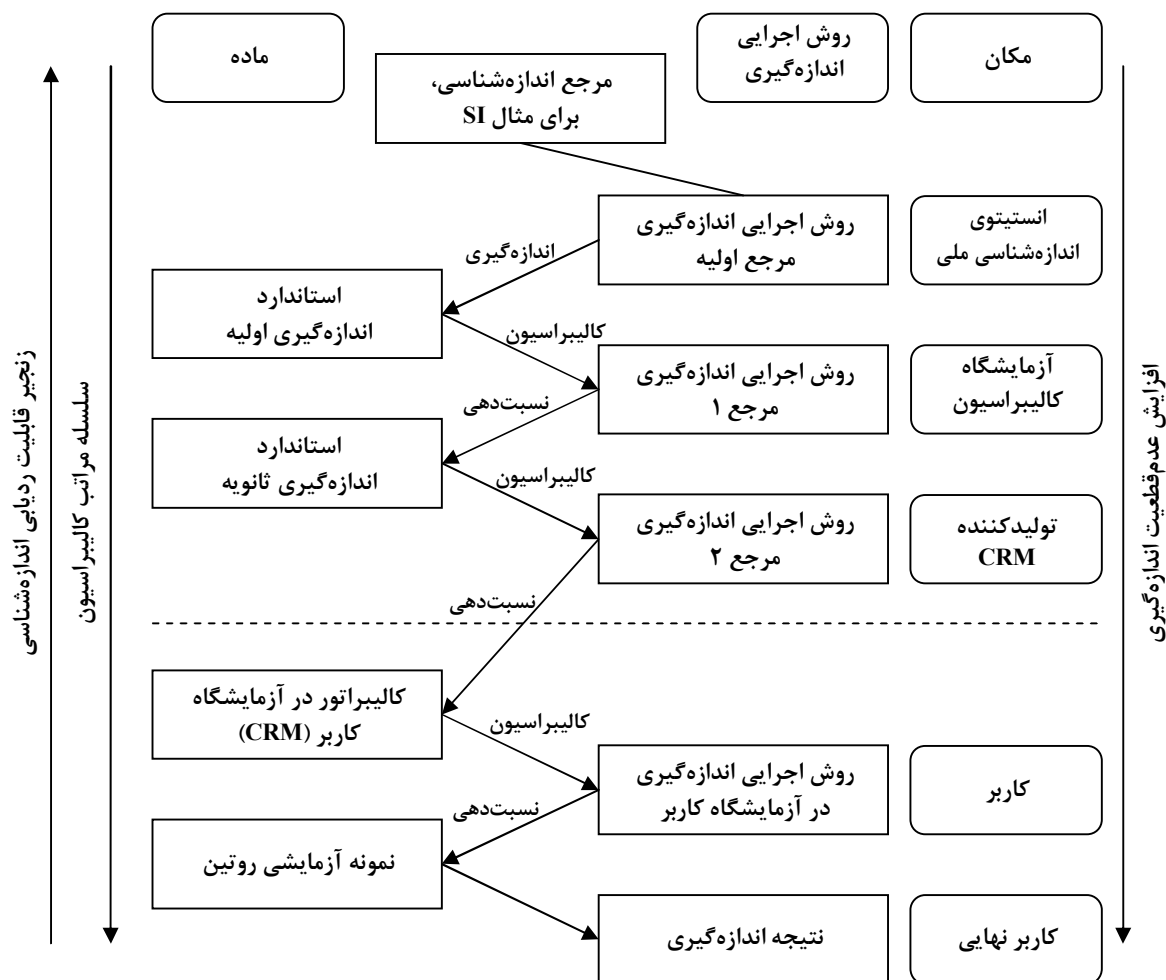 مکان
روش اجرایی
اندازه‌گیری
ماده
مرجع اندازه‌شناسی،
برای مثال SI
انستیتوی
اندازه‌شناسی ملی
روش اجرایی اندازه‌گیری
مرجع اولیه
اندازه‌گیری
استاندارد
اندازه‌گیری اولیه
کالیبراسیون
آزمایشگاه
کالیبراسیون
روش اجرایی اندازه‌گیری
مرجع ۱
نسبت‌دهی
استاندارد
اندازه‌گیری ثانویه
کالیبراسیون
تولیدکننده
CRM
روش اجرایی اندازه‌گیری
مرجع ۲
نسبت‌دهی
کالیبراتور در آزمایشگاه
کاربر (CRM)
کالیبراسیون
کاربر
روش اجرایی اندازه‌گیری
در آزمایشگاه کاربر
نسبت‌دهی
نمونه آزمایشی روتین
کاربر نهایی
نتیجه اندازه‌گیری
افزایش عدم‌قطعیت اندازه‌گیری
سلسله مراتب کالیبراسیون
زنجیر قابلیت ردیابی اندازه‌شناسی